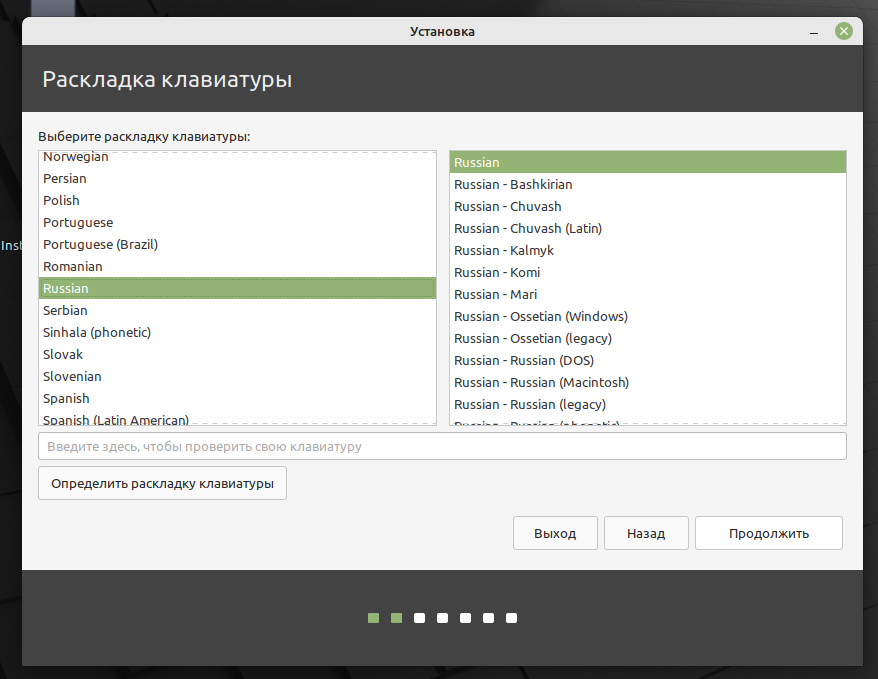 Установка
Раскладка клавиатуры
Выберите раскладку клавиатуры:
Norwegian
Persian
Polish
Portuguese
Portuguese (Brazil)
Romanian
Russian
Serbian
Sinhala (phonetic)
Slovak
Slovenian
Spanish
Spanish (Latin American)
Russian
Russian - Bashkirian
Russian - Chuvash
Russian - Chuvash (Latin)
Russian - Kalmyk
Russian - Komi
Russian - Mari
Russian - Ossetian (Windows)
Russian - Ossetian (legacy)
Russian - Russian (DOS)
Russian - Russian (Macintosh)
Russian - Russian (legacy)
Russian - Russian (phonetic)
Введите здесь, чтобы проверить свою клавиатуру
Определить раскладку клавиатуры
Выход
Назад
Продолжить
Inst